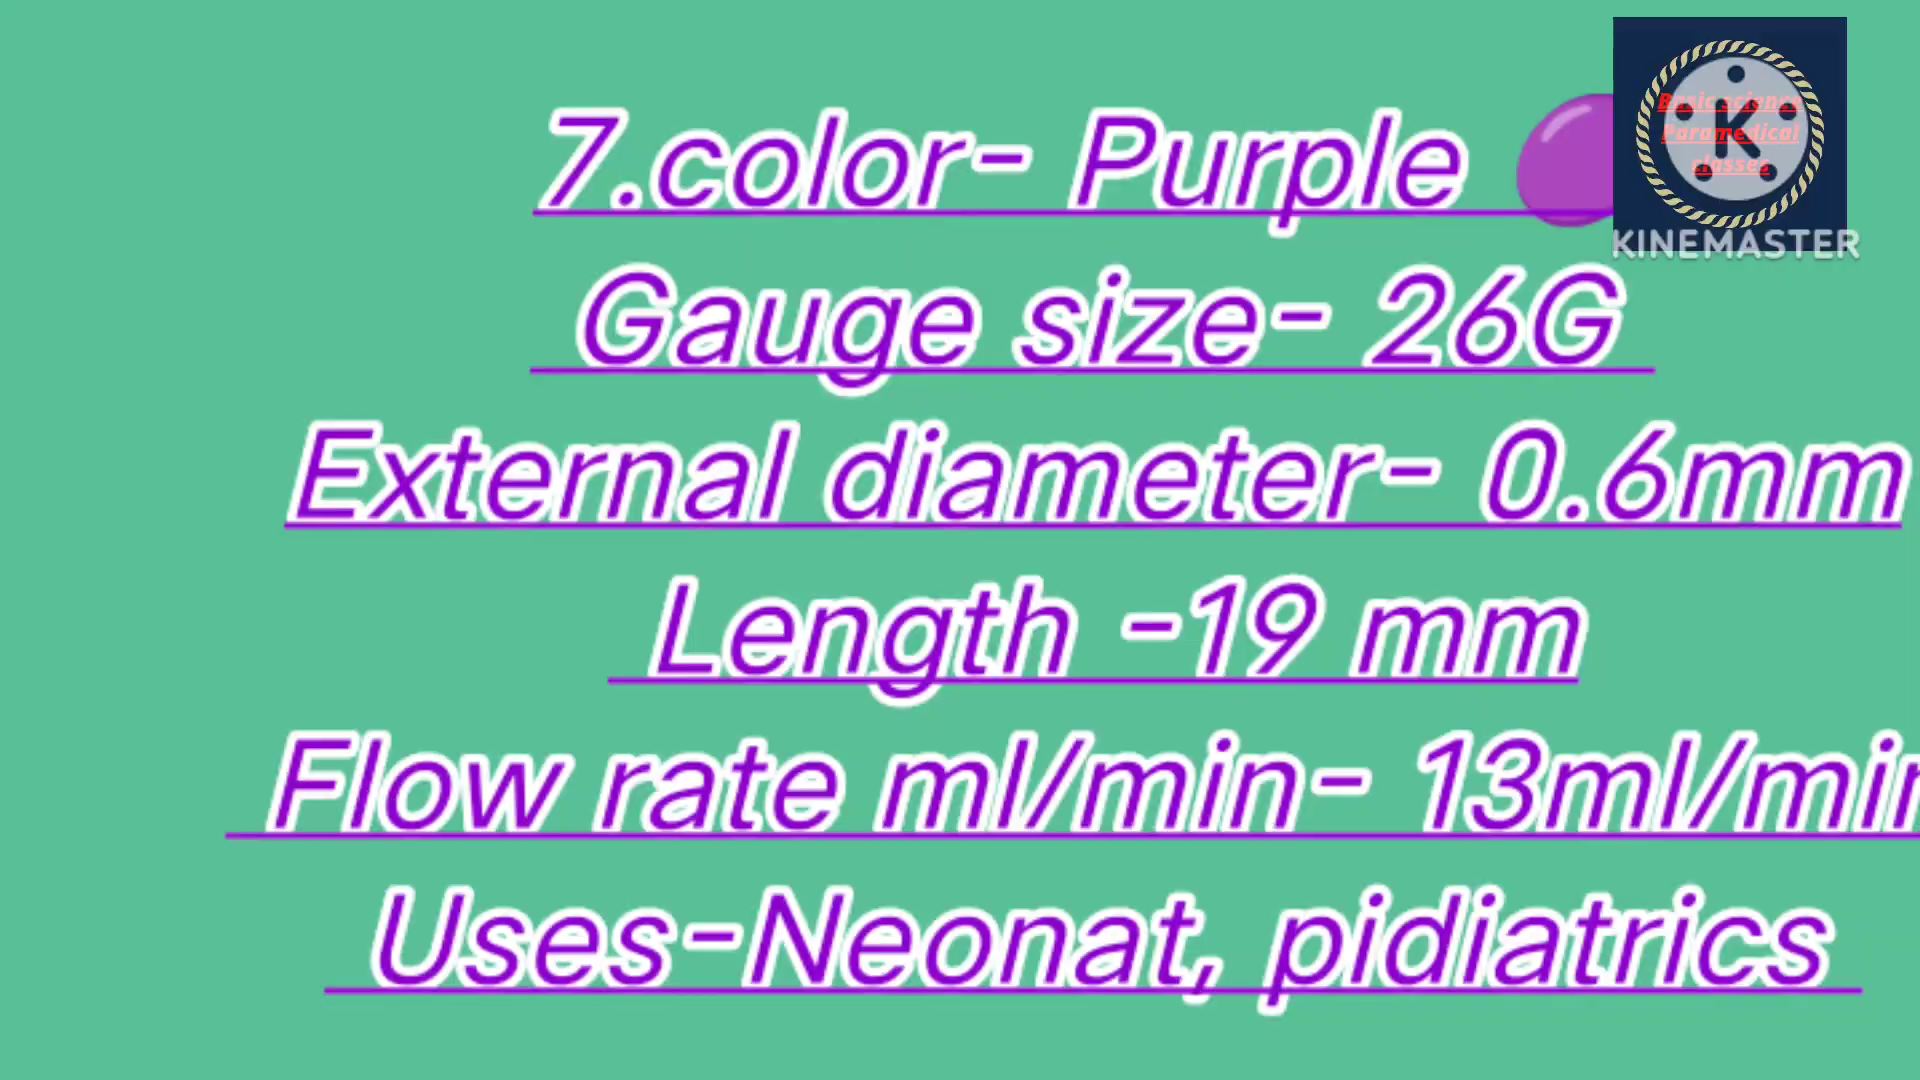 7.color- Purple
Gauge size- 26G
External diameter- 0.6mm
Length -19 mm
Flow rate ml/min- 13ml/min
Uses-Neonat, pidiatrics
Basic science
Paramedical
classes
K
KINEMASTER